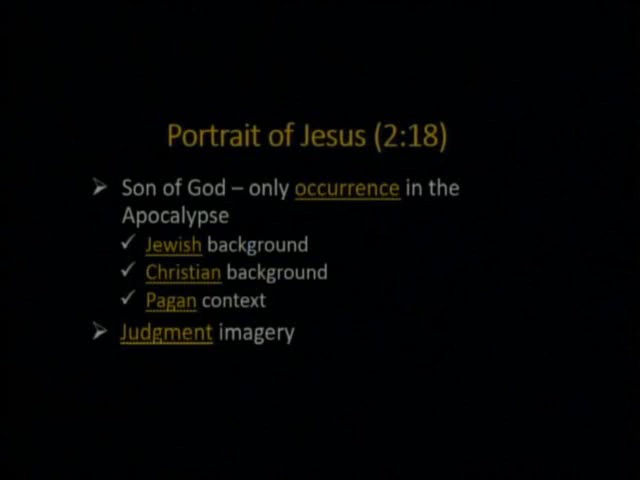 Portrait of Jesus (2:18)
Son of God – only occurrence in the
Apocalypse
Jewish background
Christian background
Pagan context
Judgment imagery